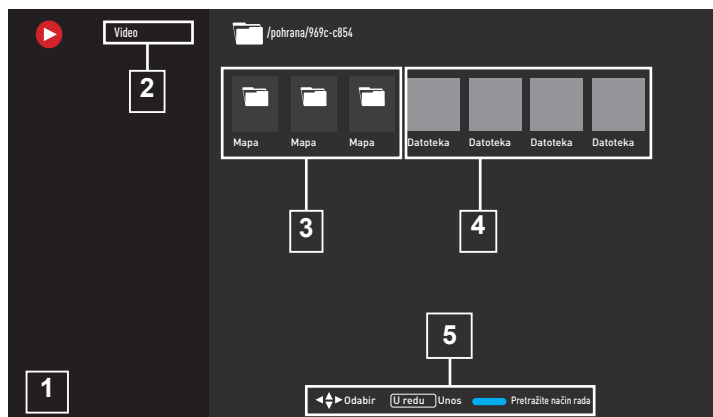 Video
/pohrana/969c-c854
2
Mapa Mapa Mapa Datoteka Datoteka Datoteka Datoteka
3 4
5
1
Odabir U redu Unos Pretražite način rada